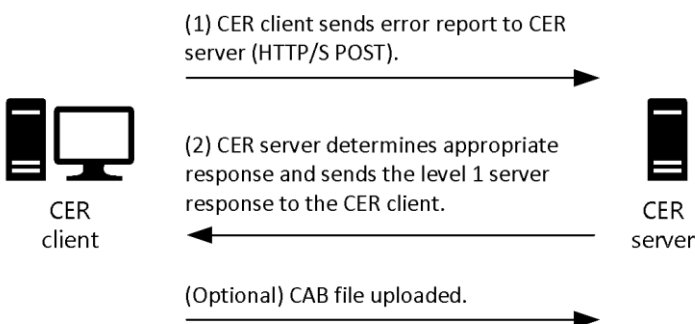 (1) CER client sends error report to CER
server (HTTP/S POST).
(2) CER server determines appropriate
response and sends the level 1 server
response to the CER client.
CER
client
CER
server
(Optional) CAB file uploaded.